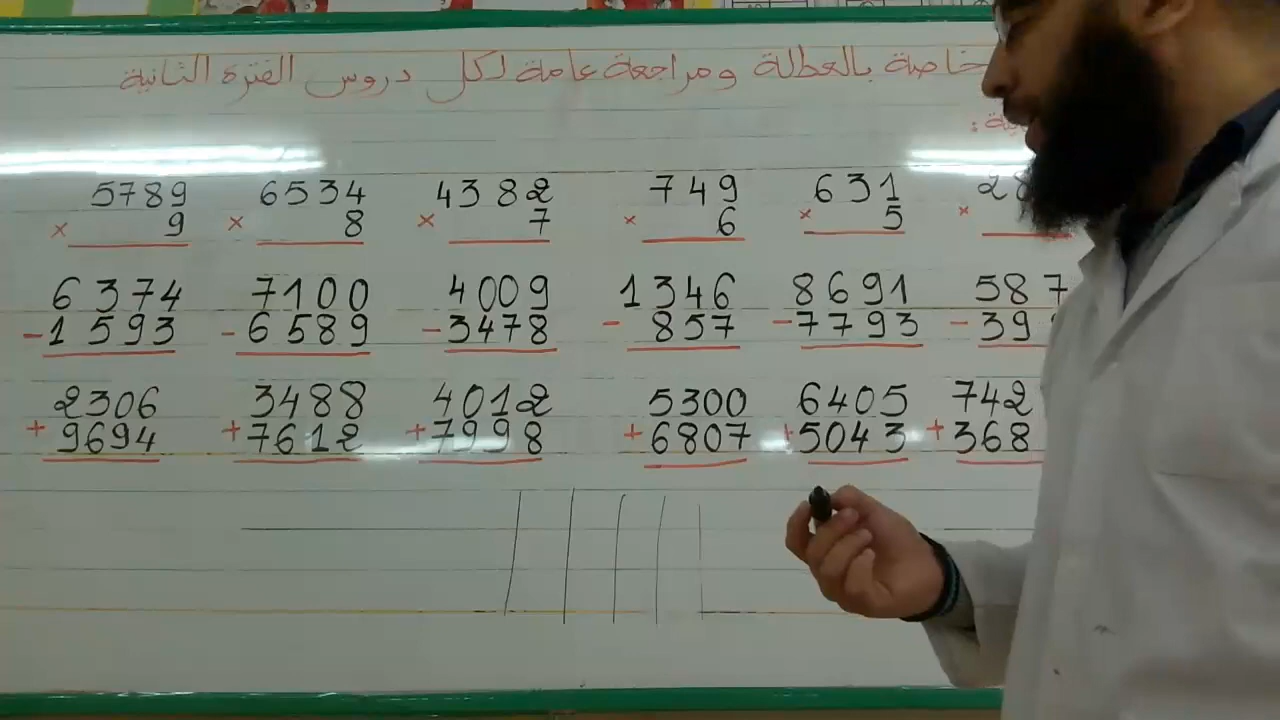 خاصة بالعطلة ومراجعة عامة لكل دروس الفترة الثانية
5789 6534 4382 749 631
× 9 × 8 × 7 × 6 × 5 ×
6374 7100 4009 1346 8691 587
- 1593 - 6589 - 3478 - 857 - 7793 - 39
2306 3488 4012 5300 6405 742
+ 9694 + 7612 + 7998 + 6807 + 5043 + 368